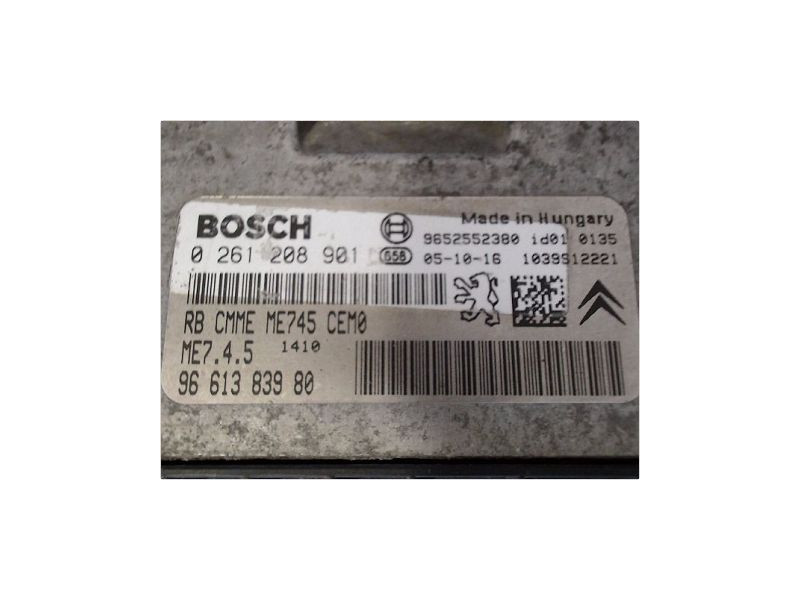 BOSCH
Made in Hungary
9652552380 id01 0135
0 261 208 901
G58
05-10-16 1039S12221
RB CMME ME745 CEM0
ME7.4.5 1410
96 613 839 80